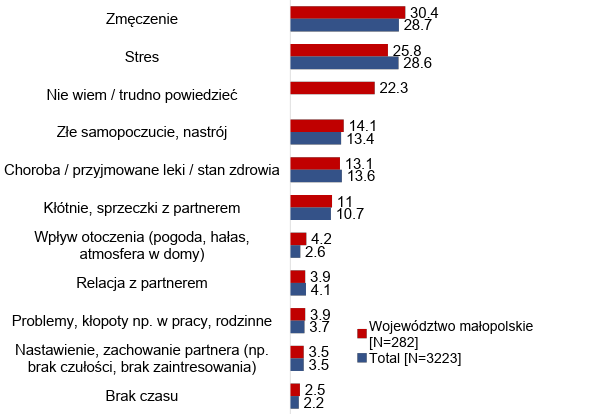 Zmęczenie
30.4
28.7
Stres
25.8
28.6
Nie wiem / trudno powiedzieć
22.3
Złe samopoczucie, nastrój
14.1
13.4
Choroba / przyjmowane leki / stan zdrowia
13.1
13.6
Kłótnie, sprzeczki z partnerem
11
10.7
Wpływ otoczenia (pogoda, hałas,
atmosfera w domy)
4.2
2.6
Relacja z partnerem
3.9
4.1
Problemy, kłopoty np. w pracy, rodzinne
3.9
3.7
Nastawienie, zachowanie partnera (np.
brak czułości, brak zaintresowania)
3.5
3.5
Brak czasu
2.5
2.2
Województwo małopolskie
[N=282]
Total [N=3223]